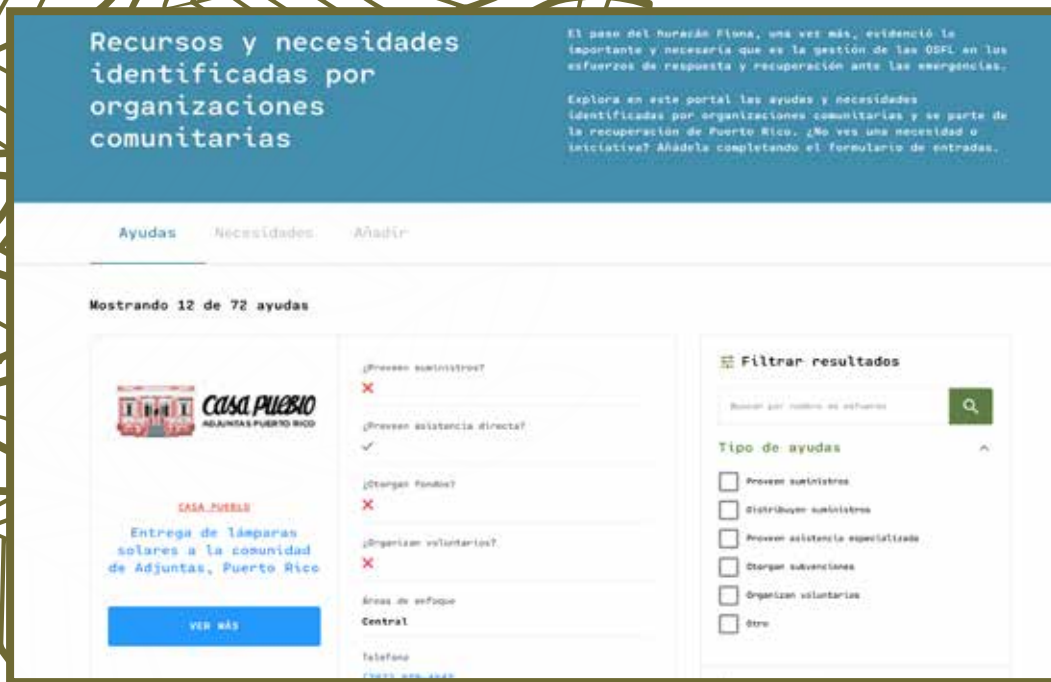 Recursos y necesidades
identificadas por
organizaciones
comunitarias
El paso del huracán Fiona, una vez más, evidenció lo
importante y necesaria que es la gestión de las OSFL en los
esfuerzos de respuesta y recuperación ante las emergencias.
Explora en este portal las ayudas y necesidades
identificadas por organizaciones comunitarias y se parte de
la recuperación de Puerto Rico. ¿No ves una necesidad o
iniciativa? Añádela completando el formulario de entradas.
Ayudas Necesidades Añadir
Mostrando 12 de 72 ayudas
CASA PUEBLO
ADJUNTAS PUERTO RICO
CASA PUEBLO
Entrega de lámparas
solares a la comunidad
de Adjuntas, Puerto Rico
VER MÁS
¿Proveen suministros?
¿Proveen asistencia directa?
¿Otorgan fondos?
¿Organizan voluntarios?
Áreas de enfoque
Central
Teléfono
Filtrar resultados
Buscar por nombre de esfuerzo
Tipo de ayudas
Proveen suministros
Distribuyen suministros
Proveen asistencia especializada
Otorgan subvenciones
Organizan voluntarios
Otro